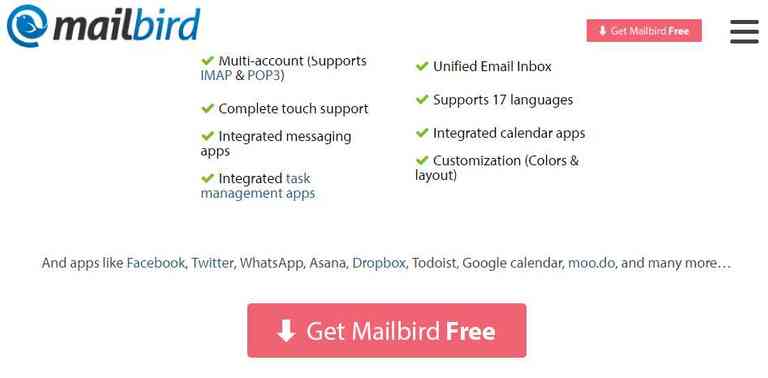 mailbird
Get Mailbird Free
Multi-account (Supports
IMAP & POP3)
Complete touch support
Integrated messaging
apps
Integrated task
management apps
Unified Email Inbox
Supports 17 languages
Integrated calendar apps
Customization (Colors &
layout)
And apps like Facebook, Twitter, WhatsApp, Asana, Dropbox, Todoist, Google calendar, moo.do, and many more…
Get Mailbird Free